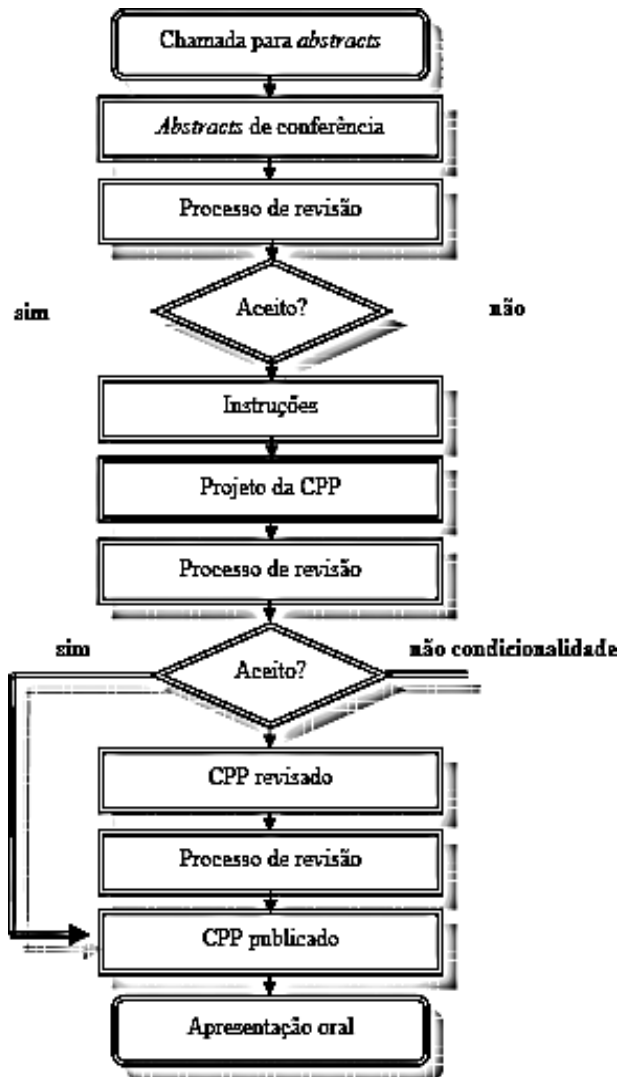 Chamada para abstracts
Abstracts de conferência
Processo de revisão
Aceito?
sim
não
Instruções
Projeto da CPP
Processo de revisão
sim
Aceito?
não condicionalidade
CPP revisado
Processo de revisão
CPP publicado
Apresentação oral